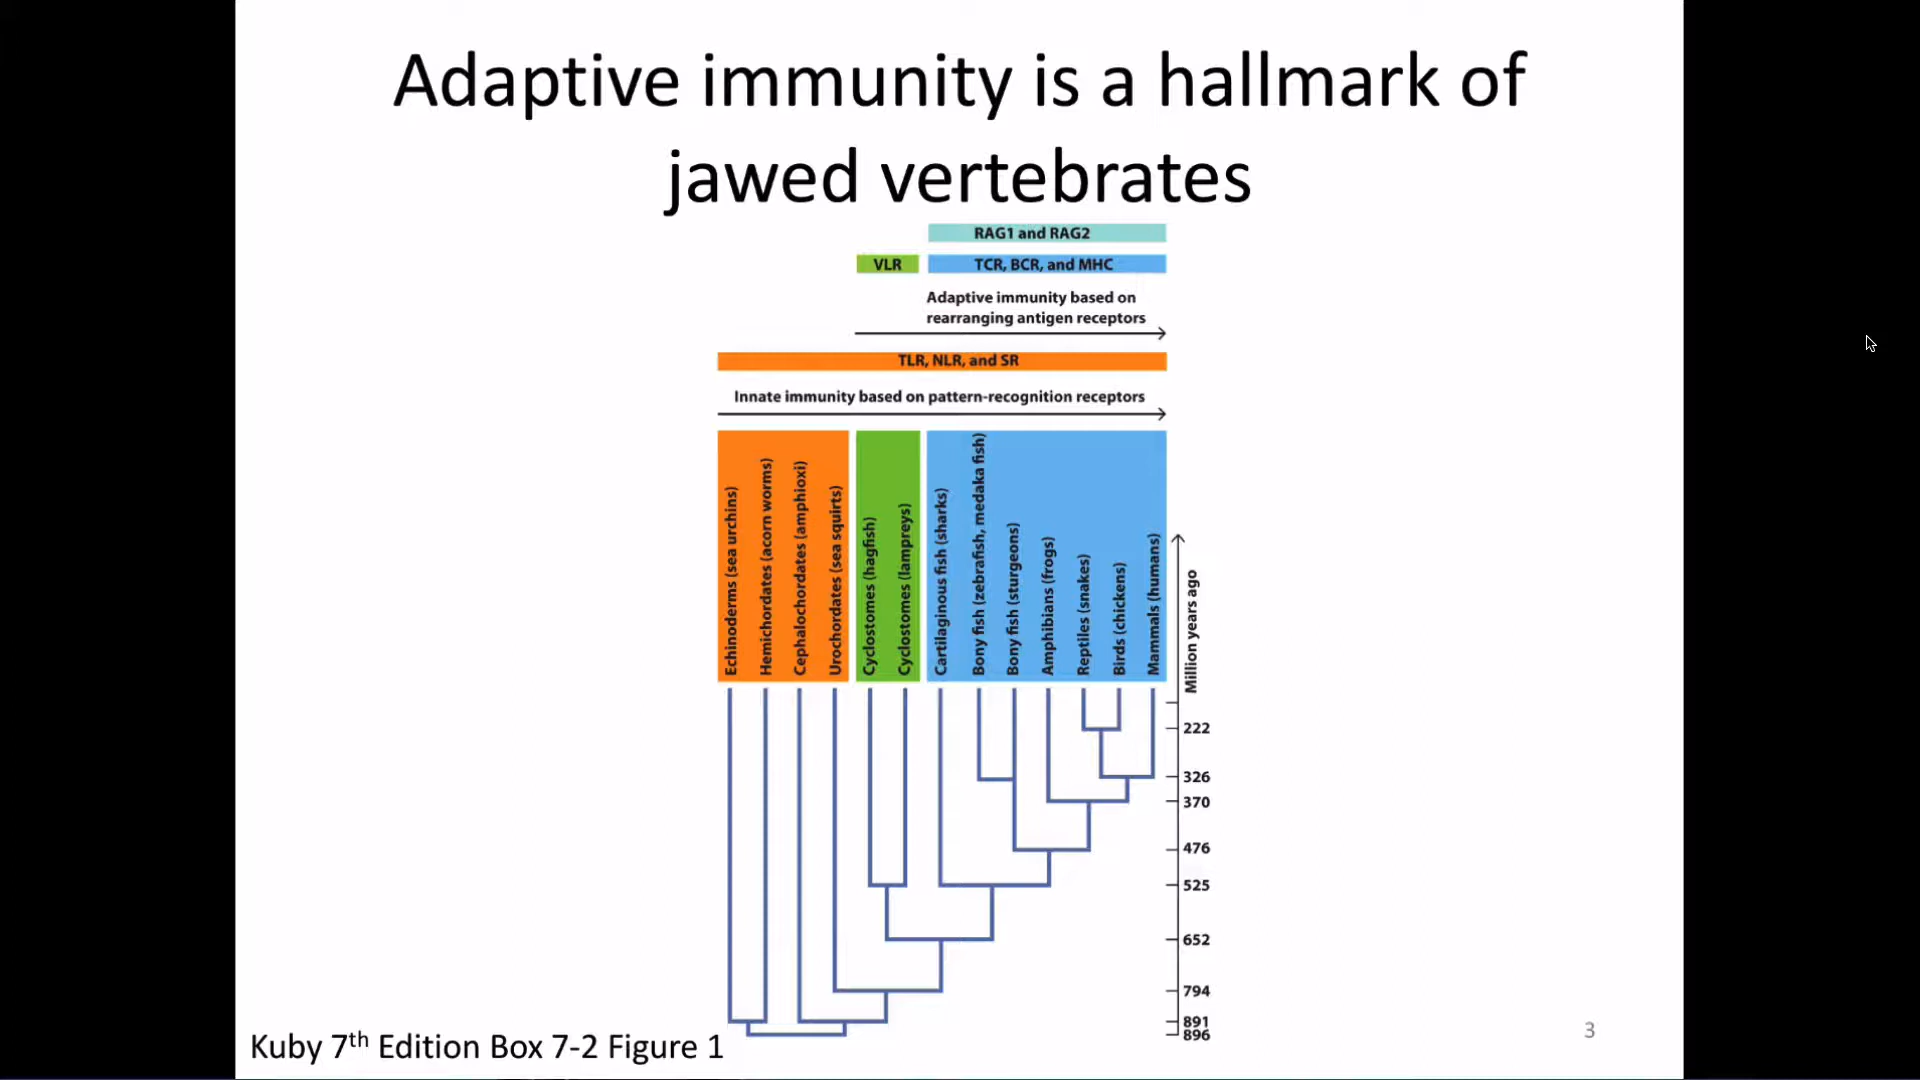 Adaptive immunity is a hallmark of
jawed vertebrates
RAG1 and RAG2
VLR
TCR, BCR, and MHC
Adaptive immunity based on
rearranging antigen receptors
TLR, NLR, and SR
Innate immunity based on pattern-recognition receptors
Echinoderms (sea urchins)
Hemichordates (acorn worms)
Cephalochordates (amphioxi)
Urochordates (sea squirts)
Cyclostomes (hagfish)
Cyclostomes (lampreys)
Cartilaginous fish (sharks)
Bony fish (zebrafish, medaka fish)
Bony fish (sturgeons)
Amphibians (frogs)
Reptiles (snakes)
Birds (chickens)
Mammals (humans)
Million years ago
222
326
370
476
525
652
794
891
896
Kuby 7th Edition Box 7-2 Figure 1
3